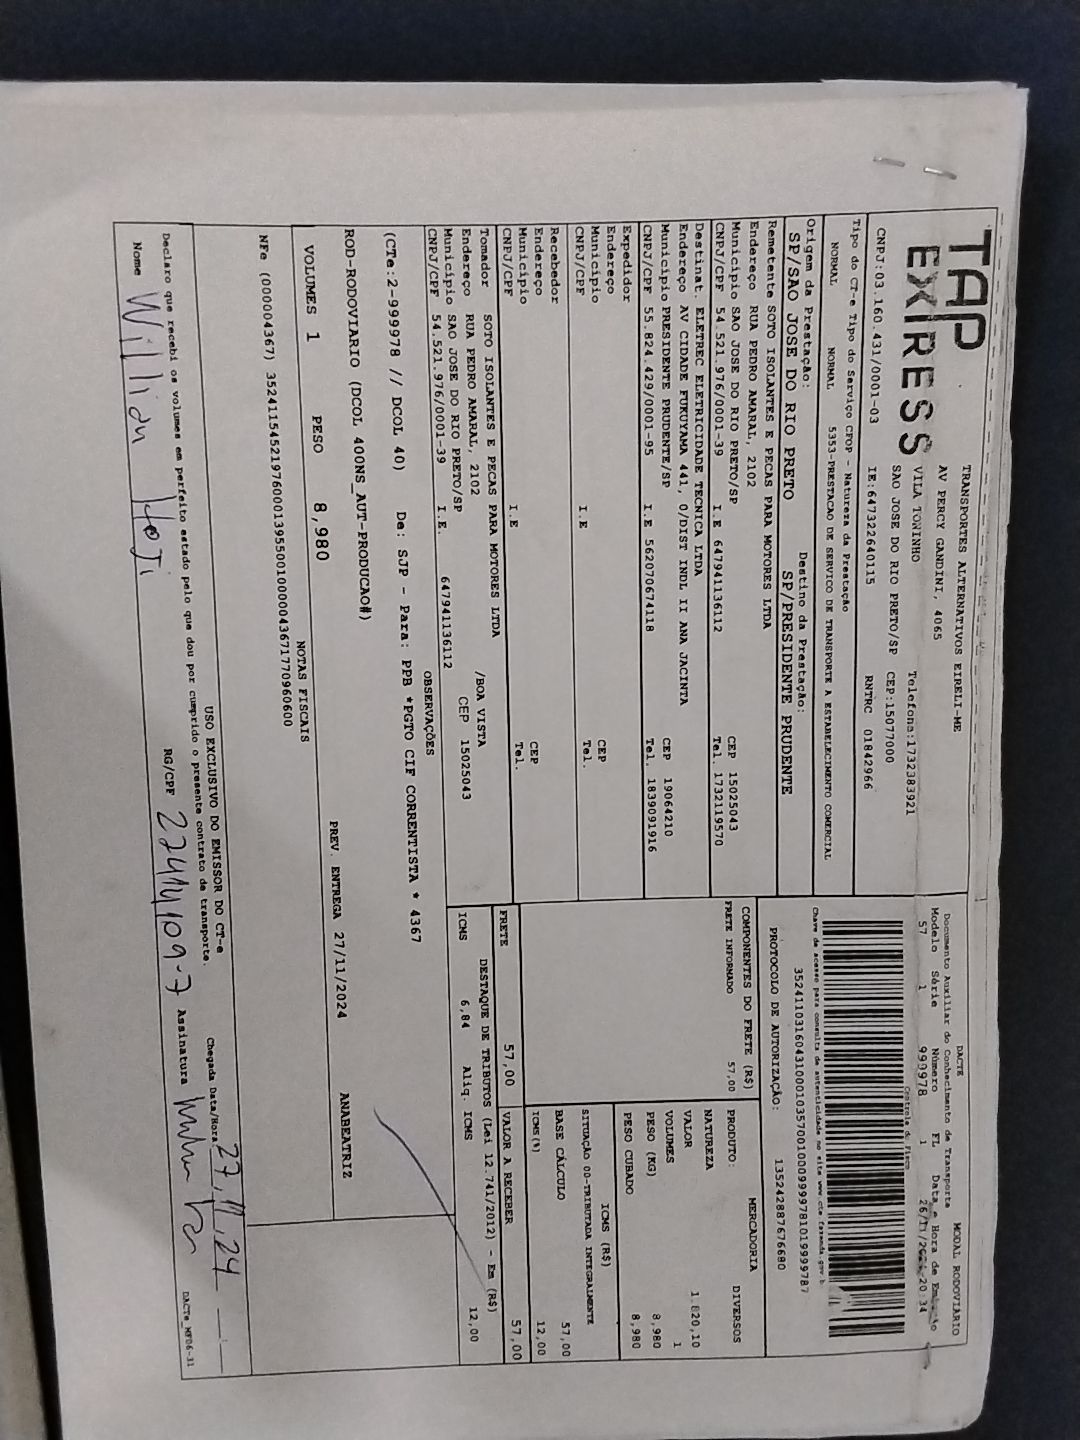 TAP
EXPRESS
TRANSPORTES ALTERNATIVOS EIRELI-ME
AV PERCY GANDINI, 4065
VILA TONINHO Telefone:1732383921
SAO JOSE DO RIO PRETO/SP CEP:15077000
CNPJ:03.160.431/0001-03 IE:647322640115 RNTRC 01842966
DACTE MODAL RODOVIARIO
Documento Auxiliar do Conhecimento de Transporte
Modelo Série Número FL Data e Hora de Emissão
57 1 999978 1 26/11/2024 20:34
Controle do Fisco
Chave de acesso para consulta de autenticidade no site www.cte.fazenda.gov.b
35241103160431000103570010009999781019999787
PROTOCOLO DE AUTORIZAÇÃO: 135242887676680
Tipo do CT-e Tipo do Serviço CFOP - Natureza da Prestação
NORMAL NORMAL 5353-PRESTACAO DE SERVICO DE TRANSPORTE A ESTABELECIMENTO COMERCIAL
Origem da Prestação: Destino da Prestação:
SP/SAO JOSE DO RIO PRETO SP/PRESIDENTE PRUDENTE
Remetente SOTO ISOLANTES E PECAS PARA MOTORES LTDA
Endereço RUA PEDRO AMARAL, 2102
Município SAO JOSE DO RIO PRETO/SP CEP 15025043
CNPJ/CPF 54.521.976/0001-39 I.E 647941136112 Tel. 1732119570
Destinat. ELETREC ELETRICIDADE TECNICA LTDA
Endereço AV CIDADE FUKUYAMA 441, 0/DIST INDL II ANA JACINTA
Município PRESIDENTE PRUDENTE/SP CEP 19064210
CNPJ/CPF 55.824.429/0001-95 I.E 562070674118 Tel. 1839091916
Expedidor
Endereço
Município CEP
CNPJ/CPF I.E Tel.
Recebedor
Endereço
Município CEP
CNPJ/CPF I.E Tel.
Tomador SOTO ISOLANTES E PECAS PARA MOTORES LTDA
Endereço RUA PEDRO AMARAL, 2102 /BOA VISTA
Município SAO JOSE DO RIO PRETO/SP CEP 15025043
CNPJ/CPF 54.521.976/0001-39 I.E. 647941136112
COMPONENTES DO FRETE (R$)
FRETE INFORMADO 57,00
PRODUTO: MERCADORIA
NATUREZA DIVERSOS
VALOR 1.820,10
VOLUMES 1
PESO (KG) 8,980
PESO CUBADO 8,980
ICMS (R$)
SITUAÇÃO 00-TRIBUTADA INTEGRALMENTE
BASE CÁLCULO 57,00
ICMS (%) 12,00
FRETE 57,00 VALOR A RECEBER 57,00
DESTAQUE DE TRIBUTOS (Lei 12.741/2012) - Em (R$)
ICMS 6,84 Aliq. ICMS 12,00
OBSERVAÇÕES
(CTe:2-999978 // DCOL 40) De: SJP - Para: PPB *PGTO CIF CORRENTISTA * 4367
ROD-RODOVIARIO (DCOL 400NS_AUT-PRODUCAO#)
PREV. ENTREGA 27/11/2024 ANABEATRIZ
VOLUMES 1 PESO 8,980
NOTAS FISCAIS
NFe (000004367) 35241154521976000139550010000043671770960600
USO EXCLUSIVO DO EMISSOR DO CT-e
Declaro que recebi os volumes em perfeito estado pelo que dou por cumprido o presente contrato de transporte.
Chegada Data/Hora 27.11.24
Nome Willian RG/CPF Assinatura
DACTe_MF06-31